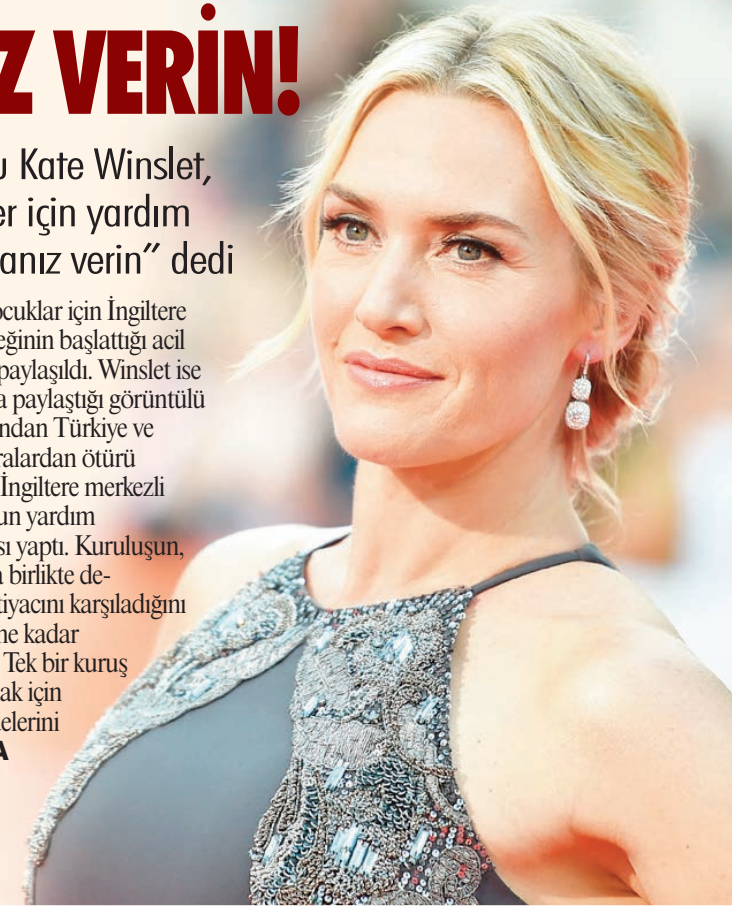 Z VERİN!
u Kate Winslet,
er için yardım
anız verin” dedi
ocuklar için İngiltere
eğinin başlattığı acil
paylaşıldı. Winslet ise
a paylaştığı görüntülü
ından Türkiye ve
ralardan ötürü
İngiltere merkezli
un yardım
sı yaptı. Kuruluşun,
a birlikte de-
tiyacını karşıladığını
ne kadar
Tek bir kuruş
ak için
elerini
A